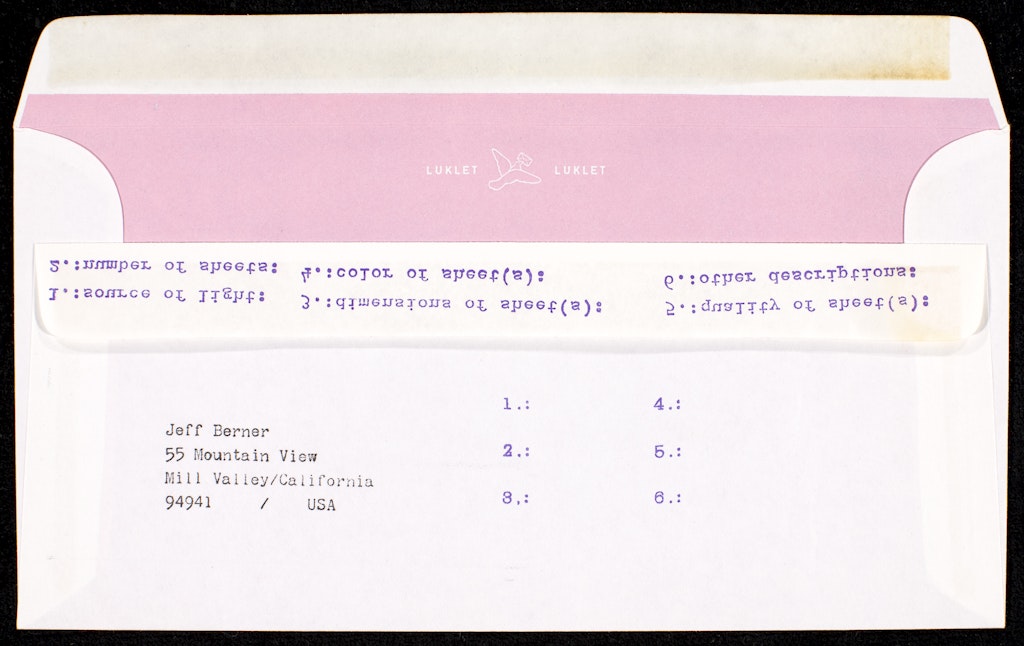 LUKLET LUKLET
1.:source of light:
2.:number of sheets:
3.:dimensions of sheet(s):
4.:color of sheet(s):
5.:quality of sheet(s):
6.:other descriptions:
Jeff Berner
55 Mountain View
Mill Valley/California
94941 / USA
1.:
2.:
3.:
4.:
5.:
6.: